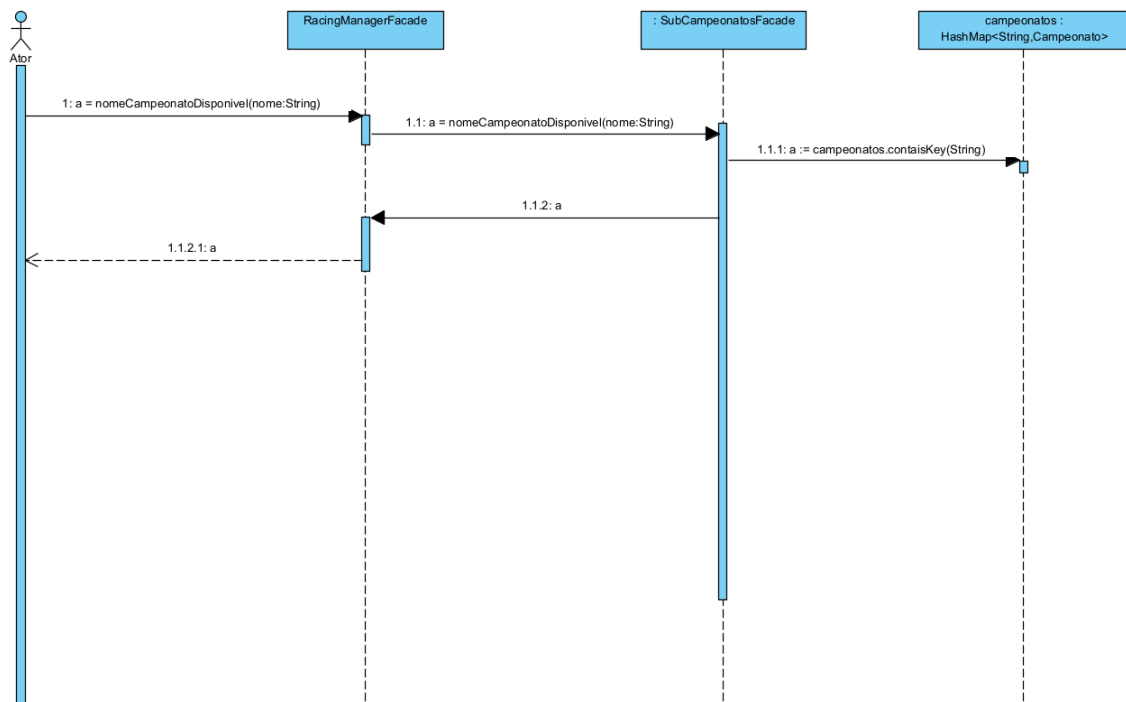 RacingManagerFacade
: SubCampeonatosFacade
campeonatos :
HashMap<String,Campeonato>
Ator
1: a = nomeCampeonatoDisponivel(nome:String)
1.1: a = nomeCampeonatoDisponivel(nome:String)
1.1.1: a := campeonatos.contaisKey(String)
1.1.2: a
1.1.2.1: a